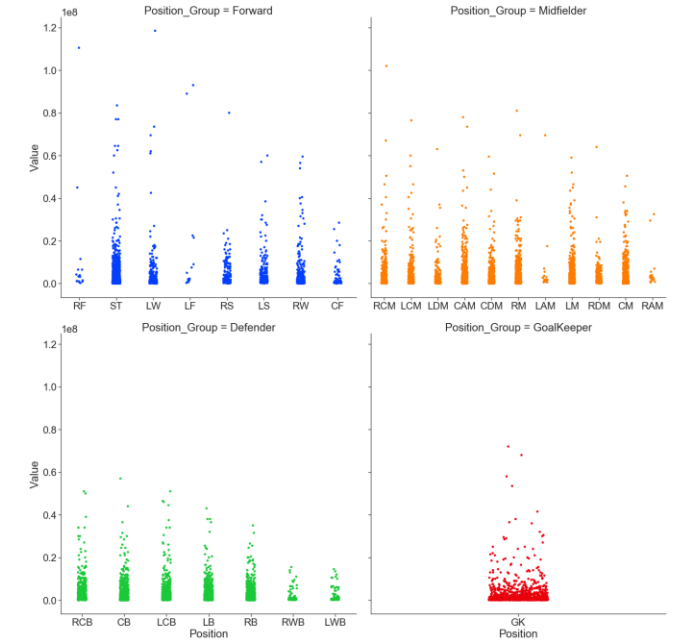 Position_Group = Forward
Position_Group = Midfielder
1e8
1.2
1.0
0.8
0.6
0.4
0.2
0.0
Value
RF ST LW LF RS LS RW CF
RCM LCM LDM CAM CDM RM LAM LM RDM CM RAM
Position_Group = Defender
Position_Group = GoalKeeper
1e8
1.2
1.0
0.8
0.6
0.4
0.2
0.0
Value
RCB CB LCB LB RB RWB LWB
GK
Position
Position